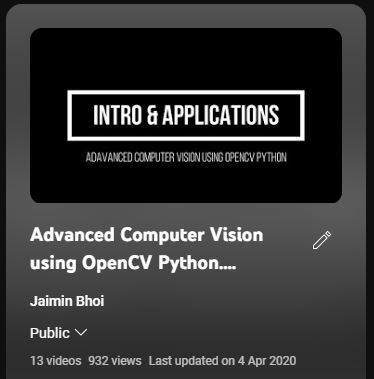 INTRO & APPLICATIONS
ADAVANCED COMPUTER VISION USING OPENCV PYTHON
Advanced Computer Vision
using OpenCV Python....
Jaimin Bhoi
Public
13 videos 932 views Last updated on 4 Apr 2020